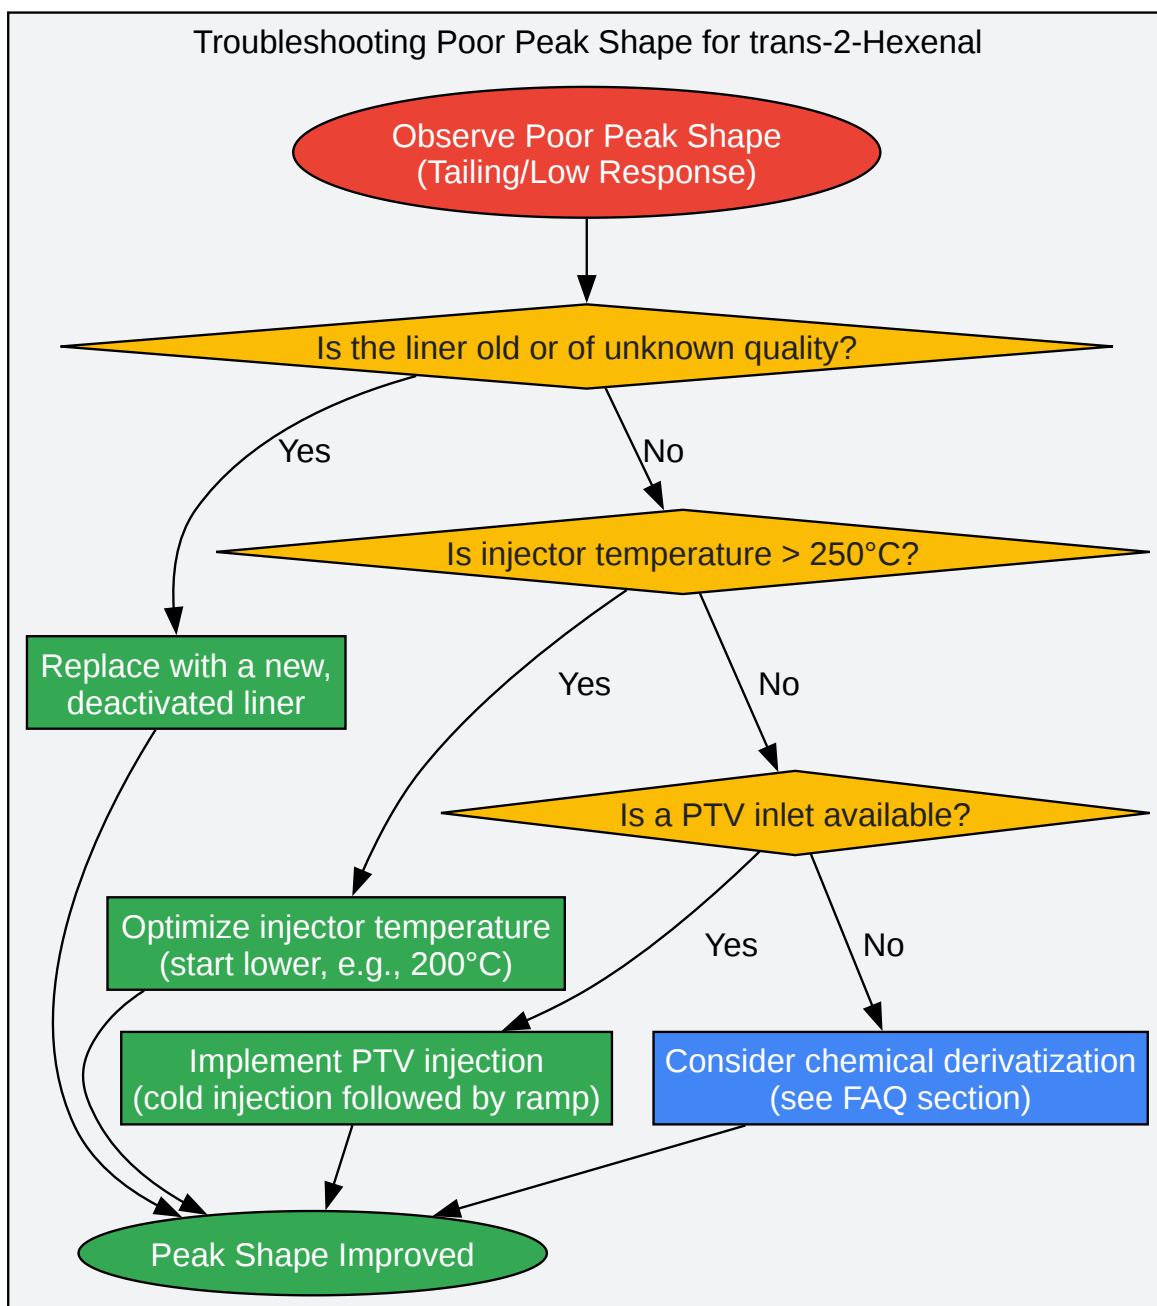 Troubleshooting Poor Peak Shape for trans-2-Hexenal
Observe Poor Peak Shape
(Tailing/Low Response)
Is the liner old or of unknown quality?
Yes
No
Is injector temperature > 250°C?
Replace with a new,
deactivated liner
Yes
No
Is a PTV inlet available?
Optimize injector temperature
(start lower, e.g., 200°C)
Yes
No
Implement PTV injection
(cold injection followed by ramp)
Consider chemical derivatization
(see FAQ section)
Peak Shape Improved